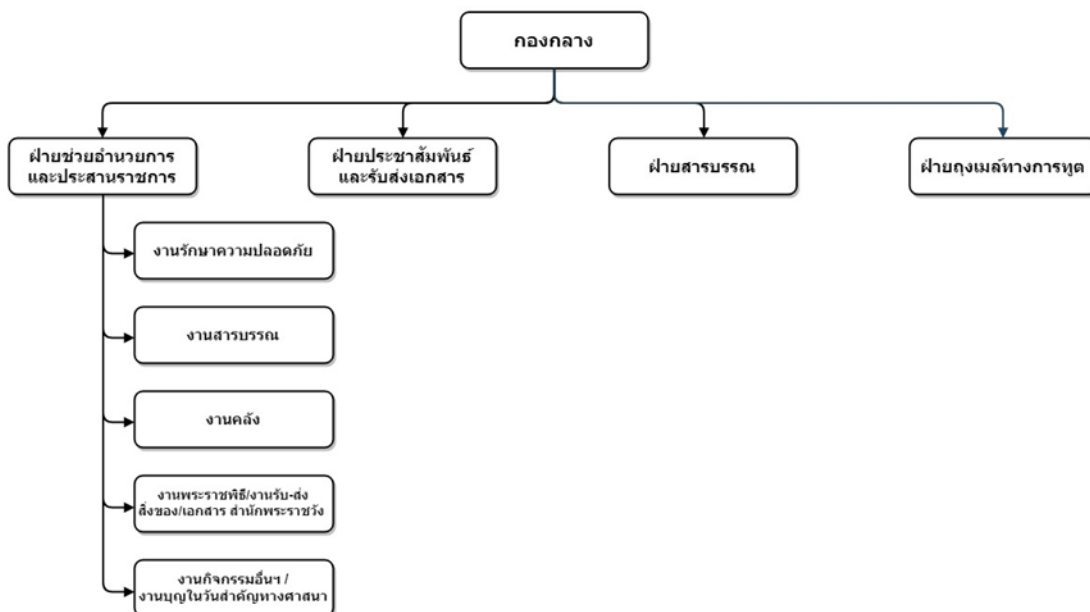 กองกลาง
ฝ่ายช่วยอำนวยการ
และประสานราชการ
ฝ่ายประชาสัมพันธ์
และรับส่งเอกสาร
ฝ่ายสารบรรณ
ฝ่ายถุงเมล์ทางการทูต
งานรักษาความปลอดภัย
งานสารบรรณ
งานคลัง
งานพระราชพิธี/งานรับ-ส่ง
สิ่งของ/เอกสาร สำนักพระราชวัง
งานกิจกรรมอื่นๆ /
งานบุญในวันสำคัญทางศาสนา